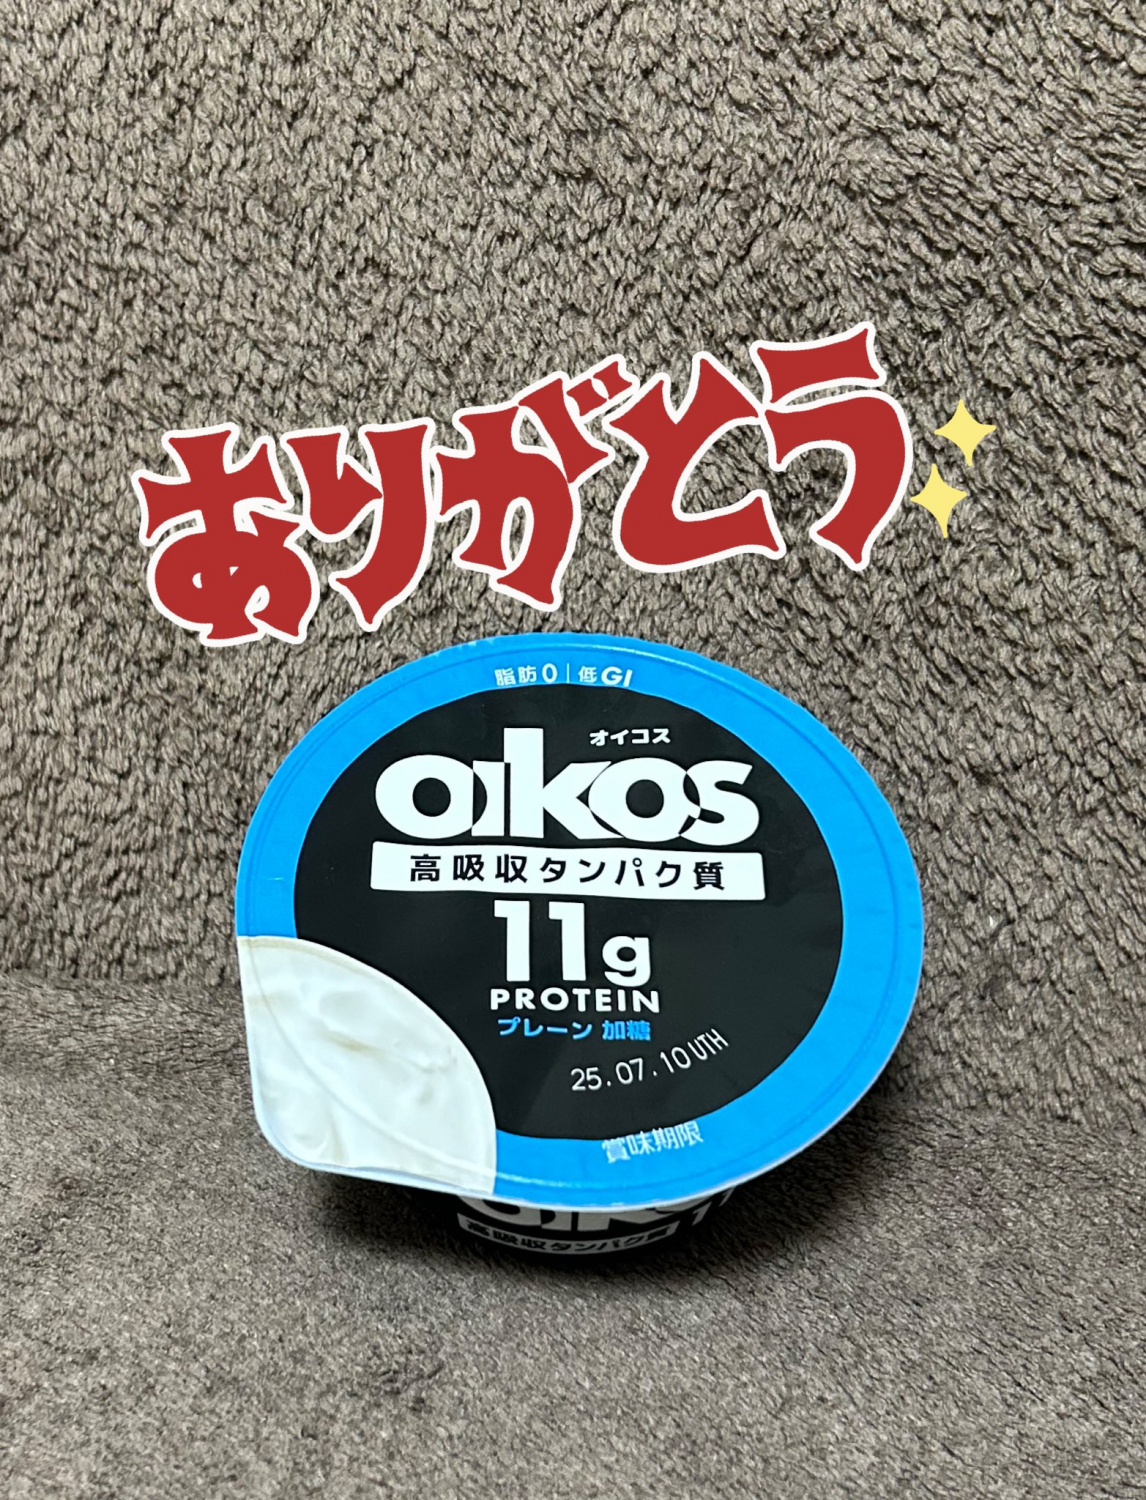 ありがとう
脂肪0|低GI
オイコス
oikos
高吸収タンパク質
11g
PROTEIN
プレーン 加糖
25.07.10 UTH
賞味期限
高吸収タンパク質